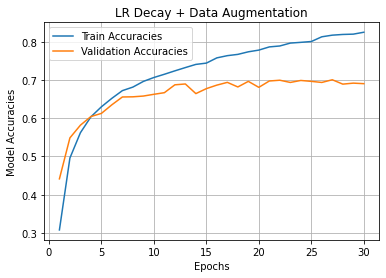 LR Decay + Data Augmentation
Train Accuracies
Validation Accuracies
Model Accuracies
0.8
0.7
0.6
0.5
0.4
0.3
0 5 10 15 20 25 30
Epochs